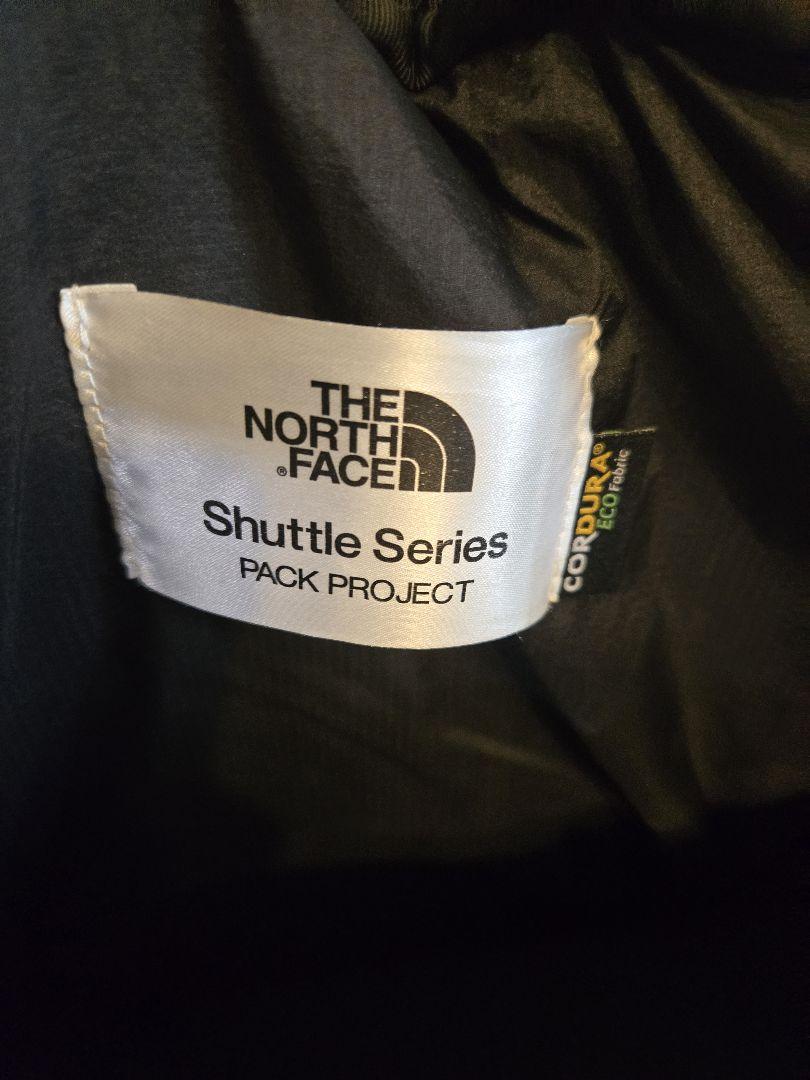 THE
NORTH
® FACE
Shuttle Series
PACK PROJECT
CORDURA®
ECO Fabric